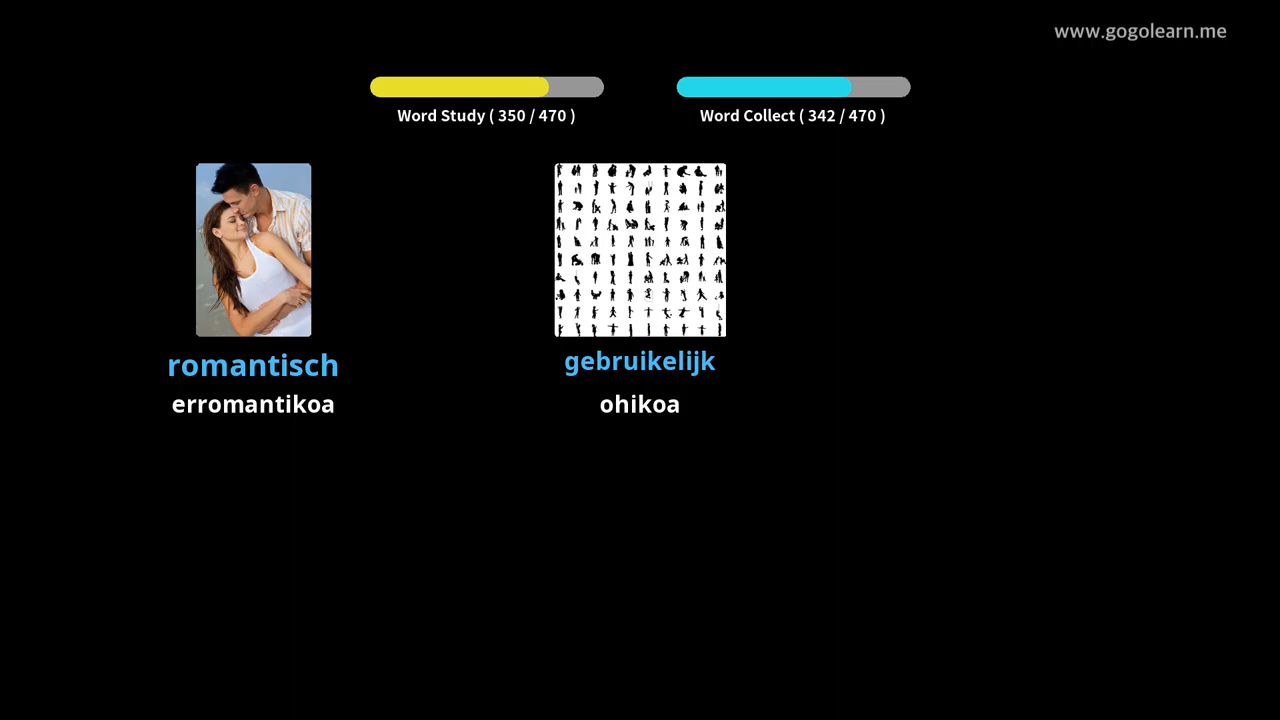 www.gogolearn.me
Word Study ( 350 / 470 )
Word Collect ( 342 / 470 )
romantisch
erromantikoa
gebruikelijk
ohikoa